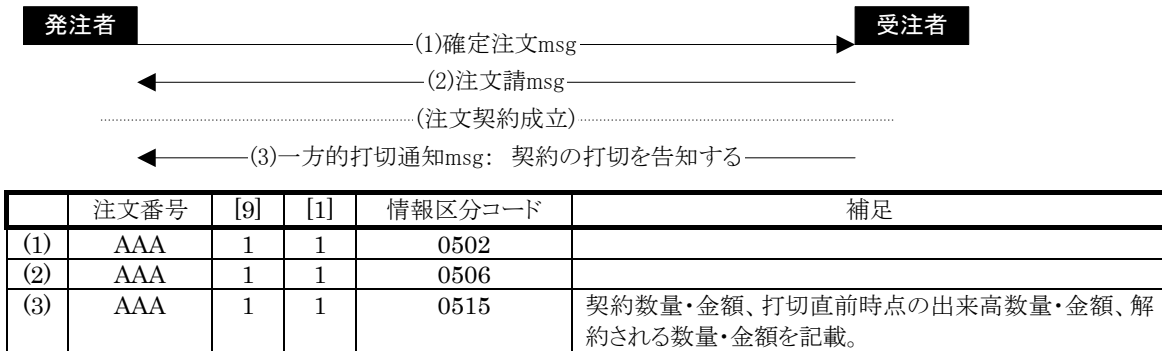 発注者 受注者
(1)確定注文msg
(2)注文請msg
(注文契約成立)
(3)一方的打切通知msg: 契約の打切を告知する
注文番号 [9] [1] 情報区分コード 補足
(1) AAA 1 1 0502
(2) AAA 1 1 0506
(3) AAA 1 1 0515 契約数量・金額、打切直前時点の出来高数量・金額、解
約される数量・金額を記載。